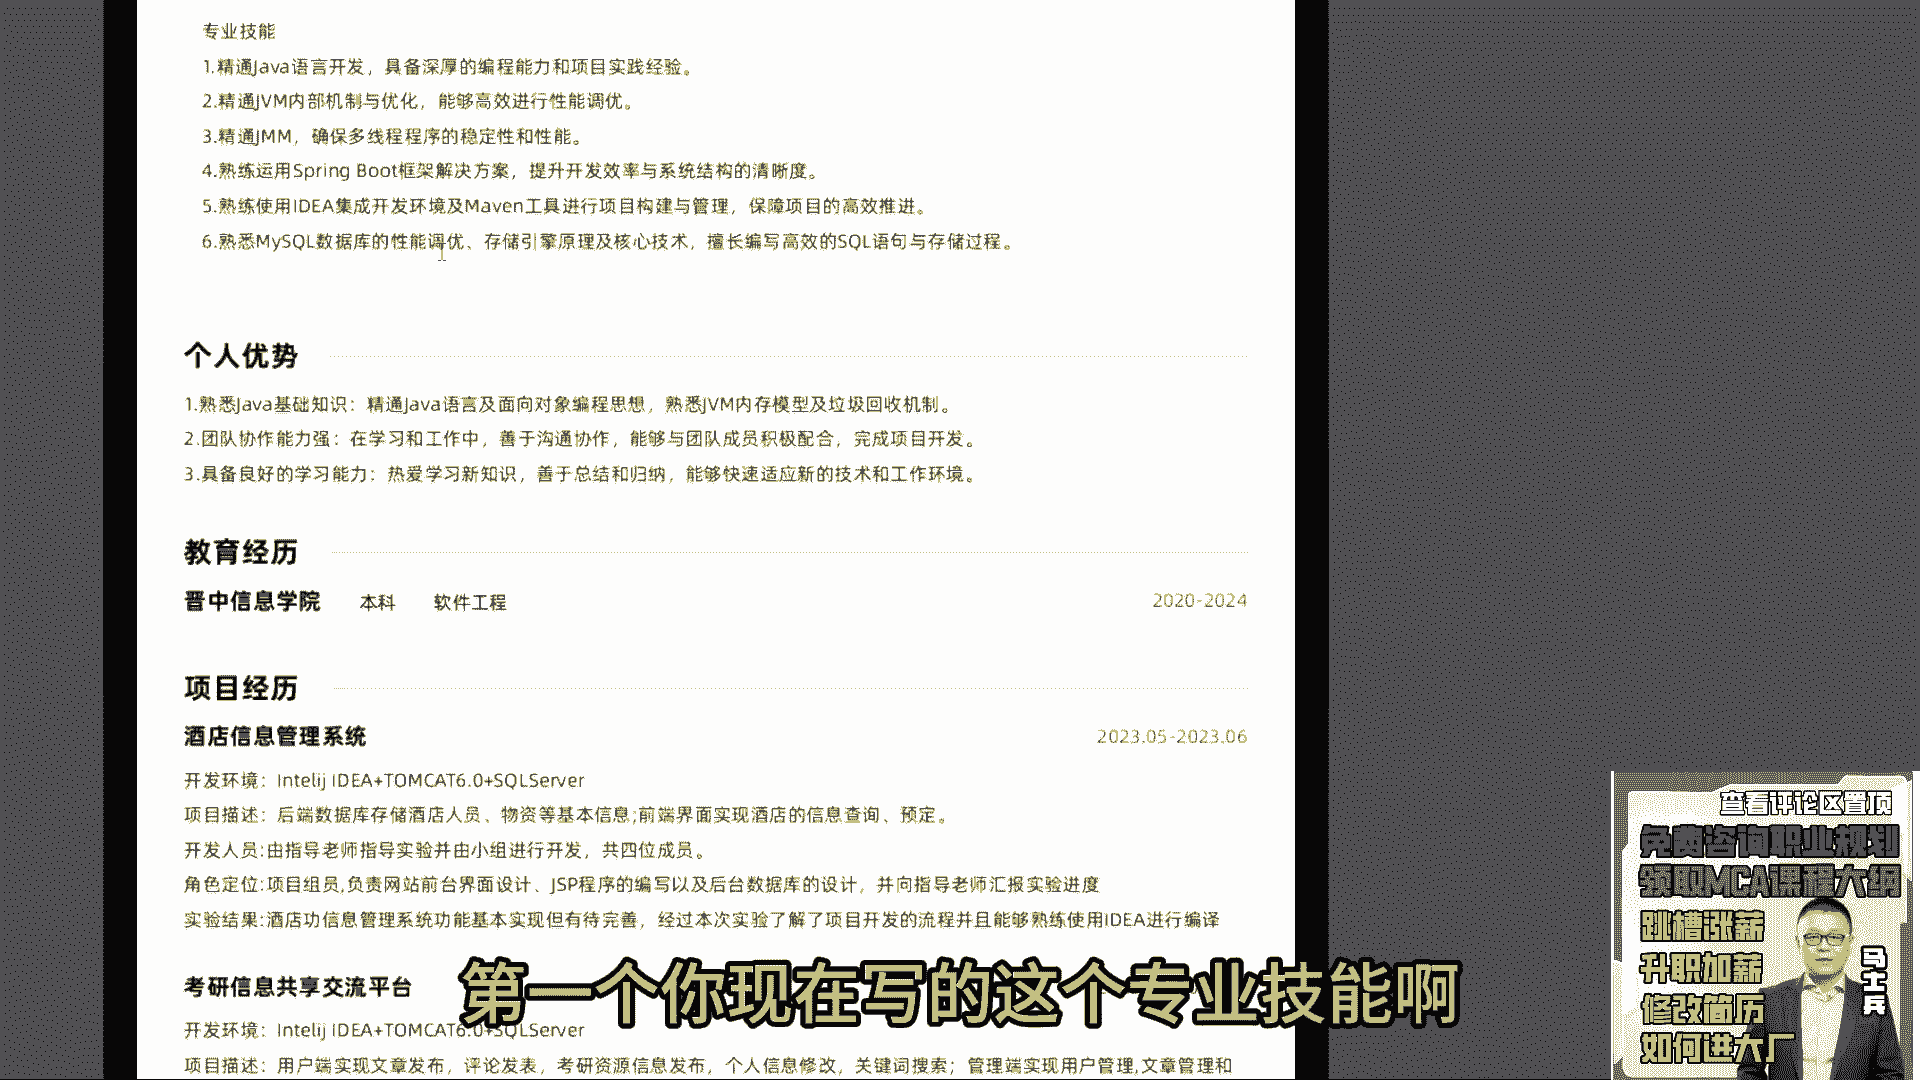 专业技能
1.精通Java语言开发，具备深厚的编程能力和项目实践经验。
2.精通JVM内部机制与优化，能够高效进行性能调优。
3.精通JMM，确保多线程程序的稳定性和性能。
4.熟练运用Spring Boot框架解决方案，提升开发效率与系统结构的清晰度。
5.熟练使用IDEA集成开发环境及Maven工具进行项目构建与管理，保障项目的高效推进。
6.熟悉MySQL数据库的性能调优、存储引擎原理及核心技术，擅长编写高效的SQL语句与存储过程。
个人优势
1.熟悉Java基础知识：精通Java语言及面向对象编程思想，熟悉JVM内存模型及垃圾回收机制。
2.团队协作能力强：在学习和工作中，善于沟通协作，能够与团队成员积极配合，完成项目开发。
3.具备良好的学习能力：热爱学习新知识，善于总结和归纳，能够快速适应新的技术和工作环境。
教育经历
晋中信息学院 本科 软件工程 2020-2024
项目经历
酒店信息管理系统 2023.05-2023.06
开发环境：Intelij IDEA+TOMCAT6.0+SQLServer
项目描述：后端数据库存储酒店人员、物资等基本信息;前端界面实现酒店的信息查询、预定。
开发人员:由指导老师指导实验并由小组进行开发，共四位成员。
角色定位:项目组员,负责网站前台界面设计、JSP程序的编写以及后台数据库的设计，并向指导老师汇报实验进度
实验结果:酒店功信息管理系统功能基本实现但有待完善，经过本次实验了解了项目开发的流程并且能够熟练使用IDEA进行编译
考研信息共享交流平台
开发环境：Intelij IDEA+TOMCAT6.0+SQLServer
项目描述：用户端实现文章发布，评论发表，考研资源信息发布，个人信息修改，关键词搜索；管理端实现用户管理,文章管理和
第一个你现在写的这个专业技能啊
查看评论区置顶
免费咨询职业规划
领取MCA课程大纲
跳槽涨薪
升职加薪
修改简历
如何进大厂
马士兵